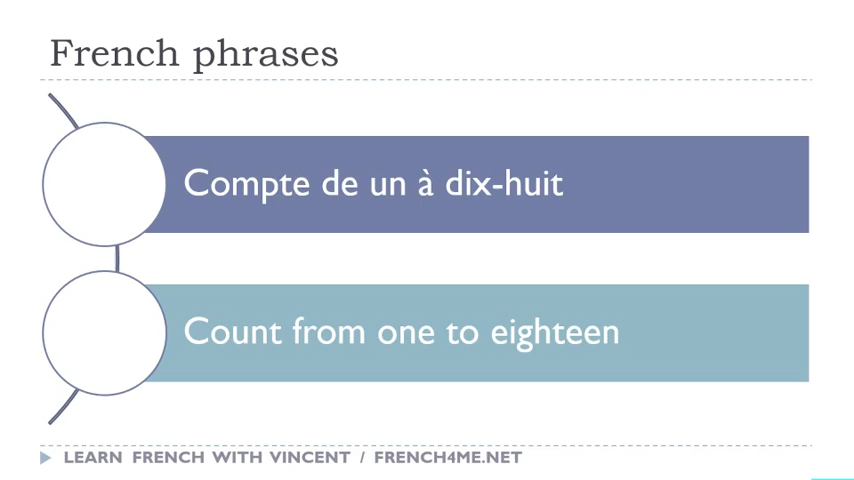 French phrases
Compte de un à dix-huit
Count from one to eighteen
LEARN FRENCH WITH VINCENT / FRENCH4ME.NET